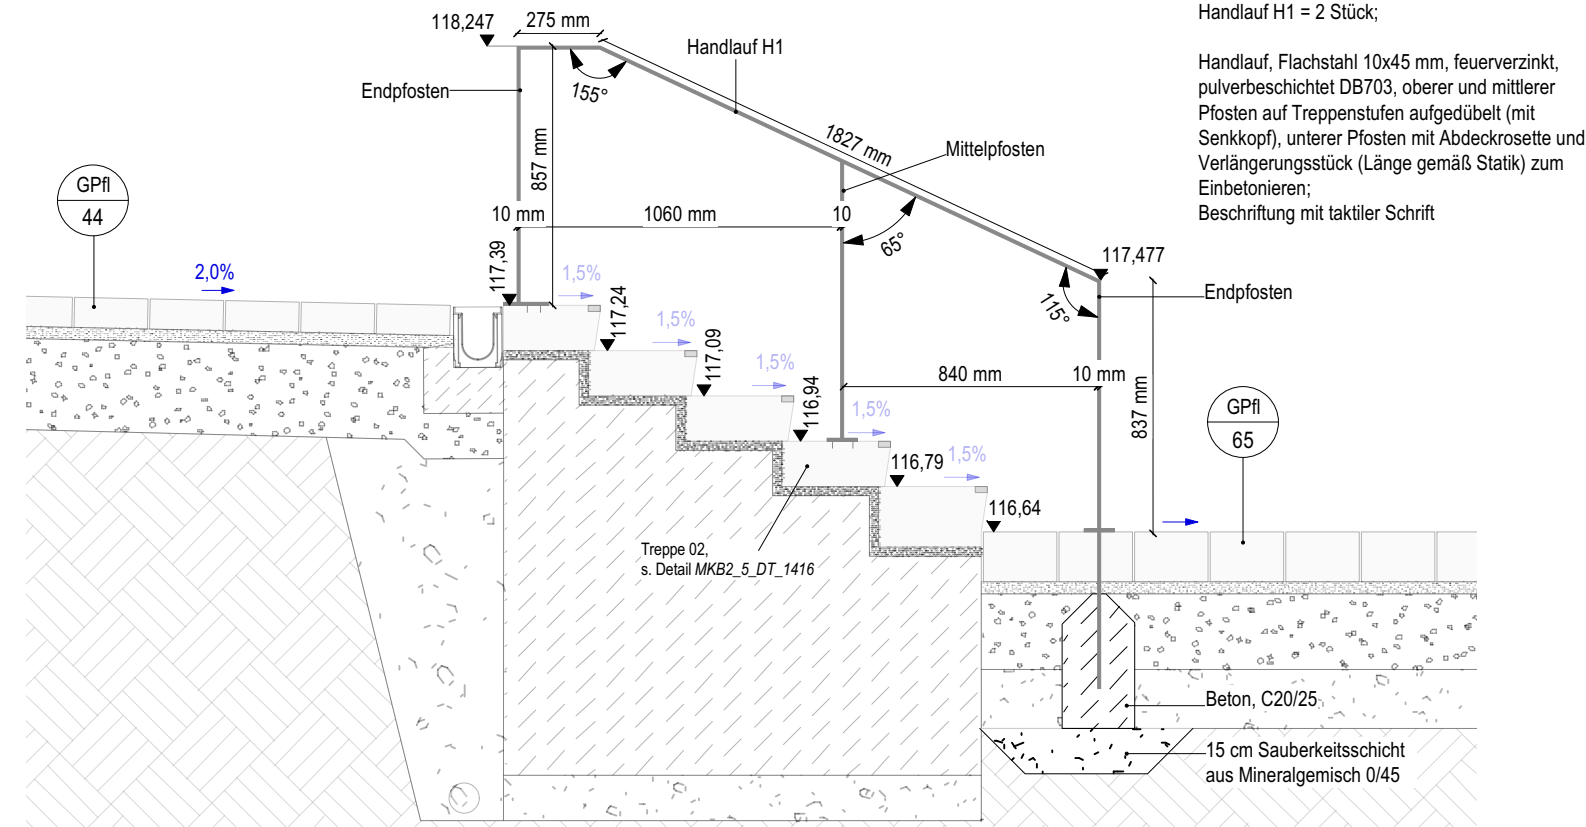 Handlauf H1 = 2 Stück;
Handlauf, Flachstahl 10x45 mm, feuerverzinkt,
pulverbeschichtet DB703, oberer und mittlerer
Pfosten auf Treppenstufen aufgedübelt (mit
Senkkopf), unterer Pfosten mit Abdeckrosette und
Verlängerungsstück (Länge gemäß Statik) zum
Einbetonieren;
Beschriftung mit taktiler Schrift
118,247
275 mm
Handlauf H1
Endpfosten
155°
857 mm
1827 mm
Mittelpfosten
GPfl
44
10 mm
1060 mm
10
65°
117,477
2,0%
117,39
1,5%
117,24
Endpfosten
115°
1,5%
117,09
1,5%
116,94
840 mm
10 mm
837 mm
1,5%
GPfl
65
116,79
1,5%
116,64
Treppe 02,
s. Detail MKB2_5_DT_1416
Beton, C20/25
15 cm Sauberkeitsschicht
aus Mineralgemisch 0/45